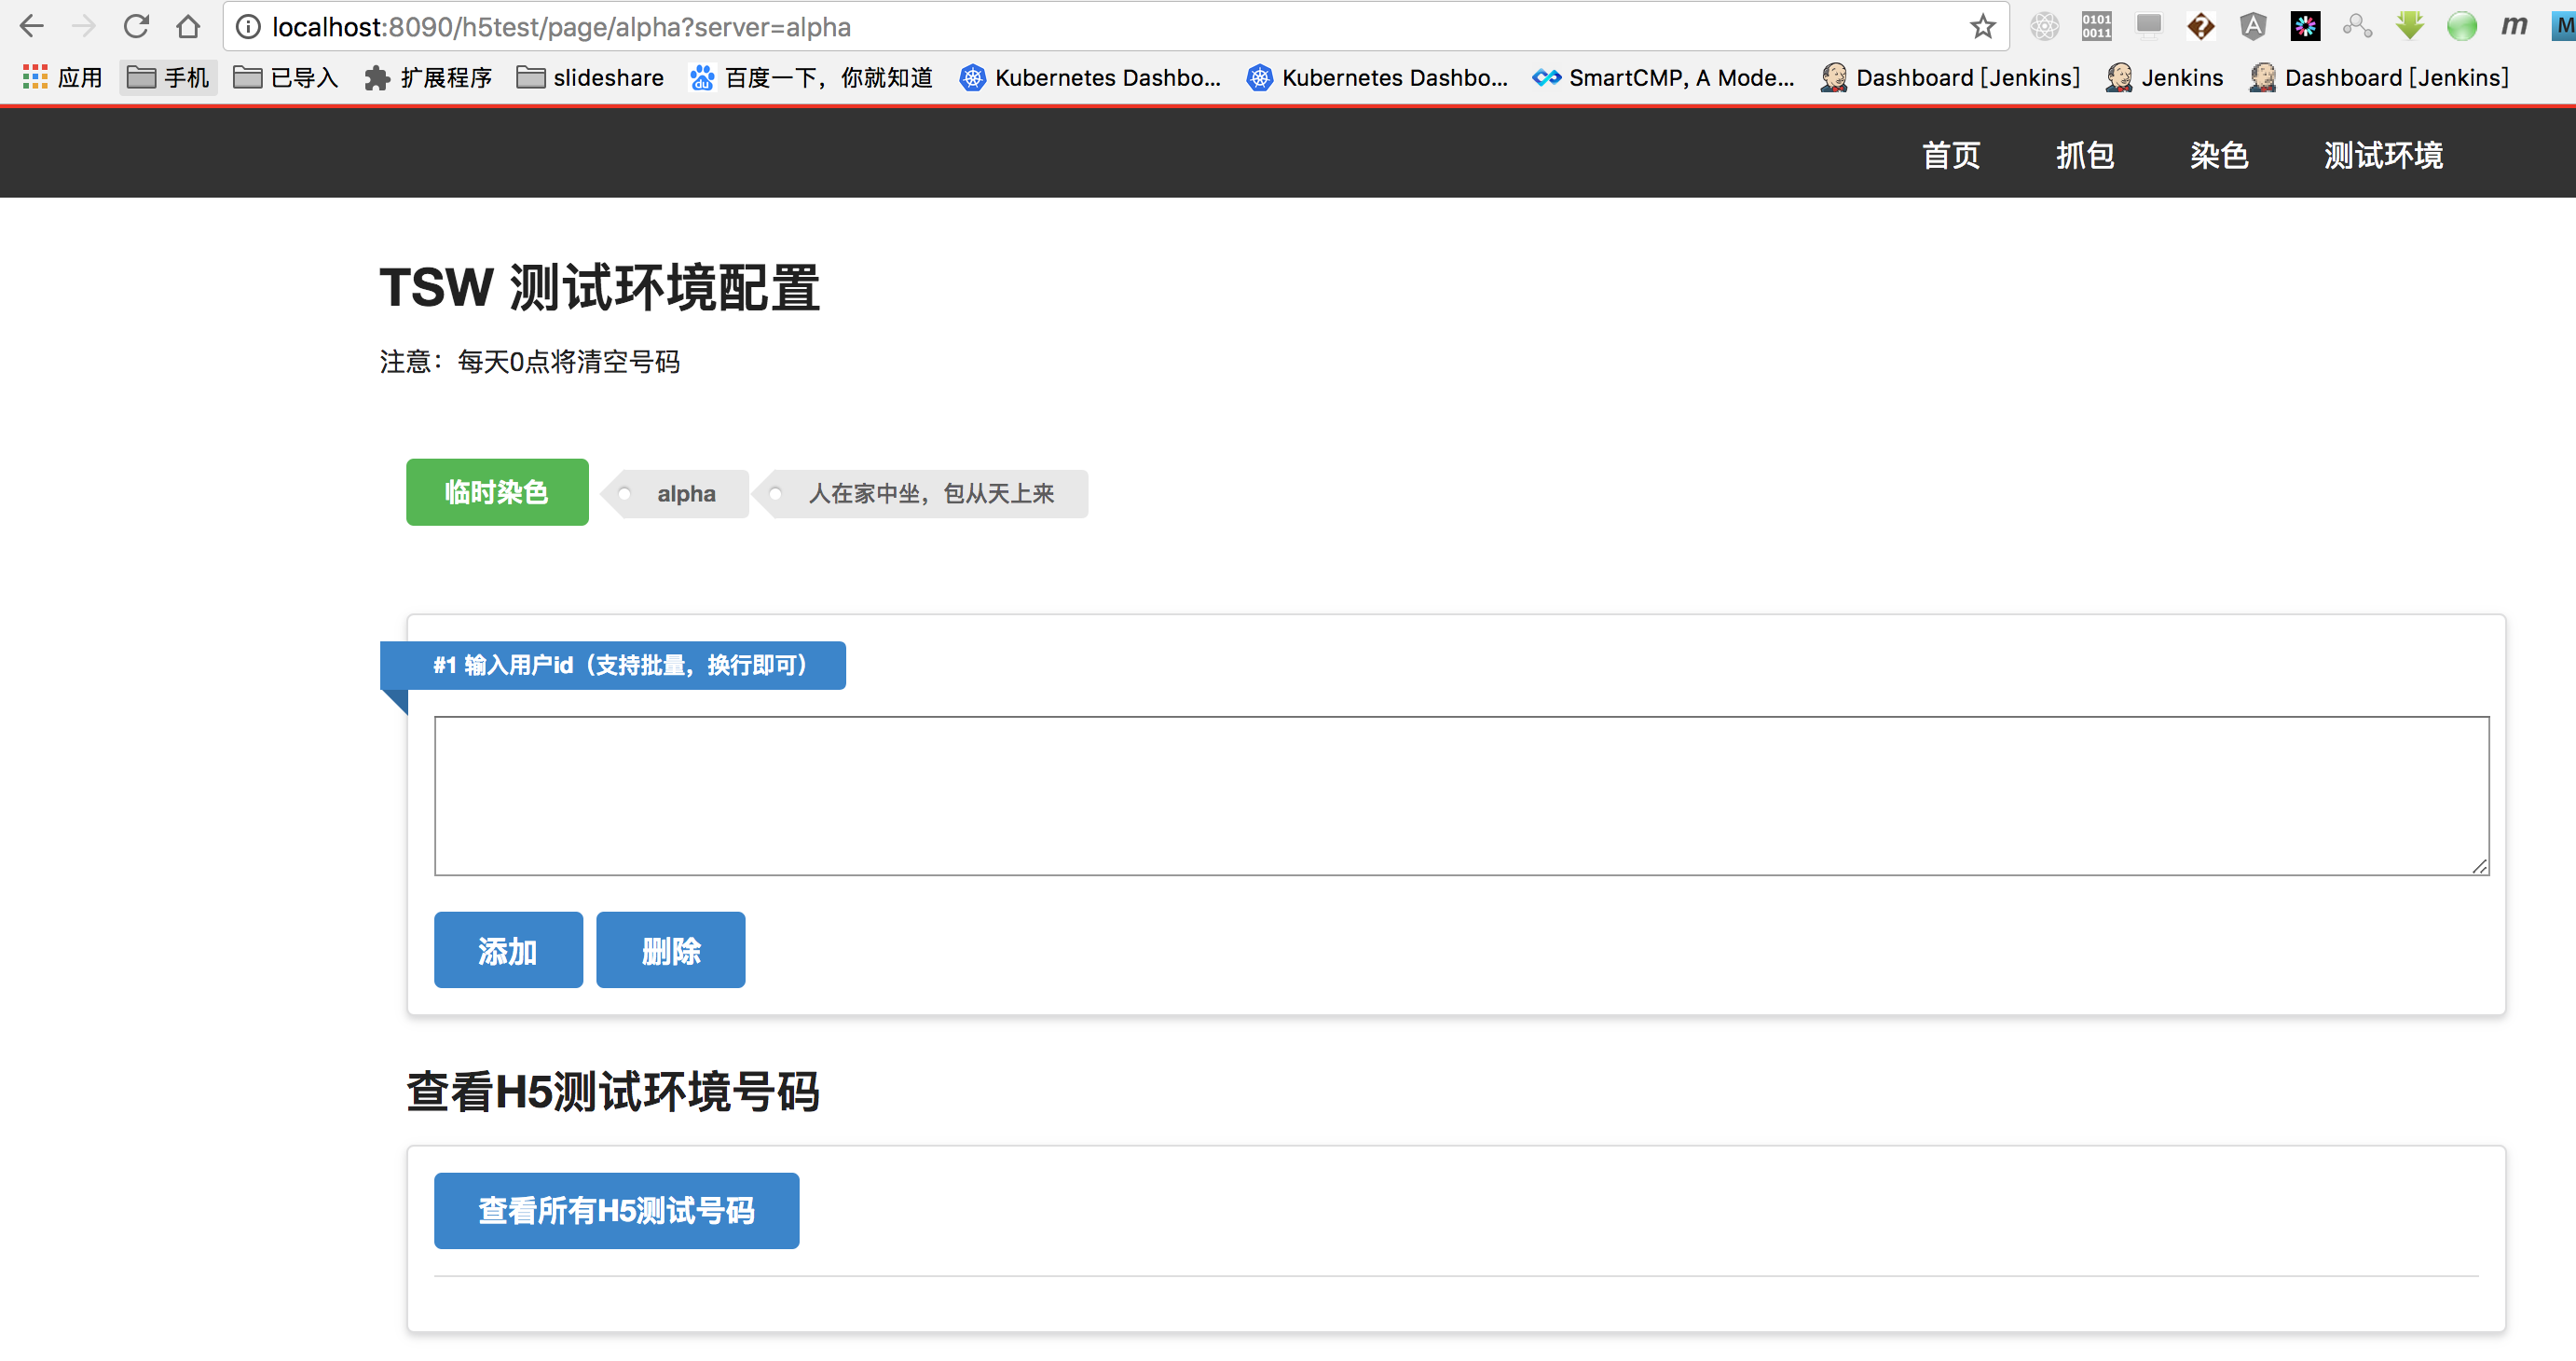 localhost:8090/h5test/page/alpha?server=alpha
0101
0011
m
M
应用 手机 已导入 扩展程序 slideshare 百度一下，你就知道 Kubernetes Dashbo... Kubernetes Dashbo... SmartCMP, A Mode... Dashboard [Jenkins] Jenkins Dashboard [Jenkins]
首页 抓包 染色 测试环境
TSW 测试环境配置
注意：每天0点将清空号码
临时染色 alpha 人在家中坐，包从天上来
#1 输入用户id（支持批量，换行即可）
添加 删除
查看H5测试环境号码
查看所有H5测试号码